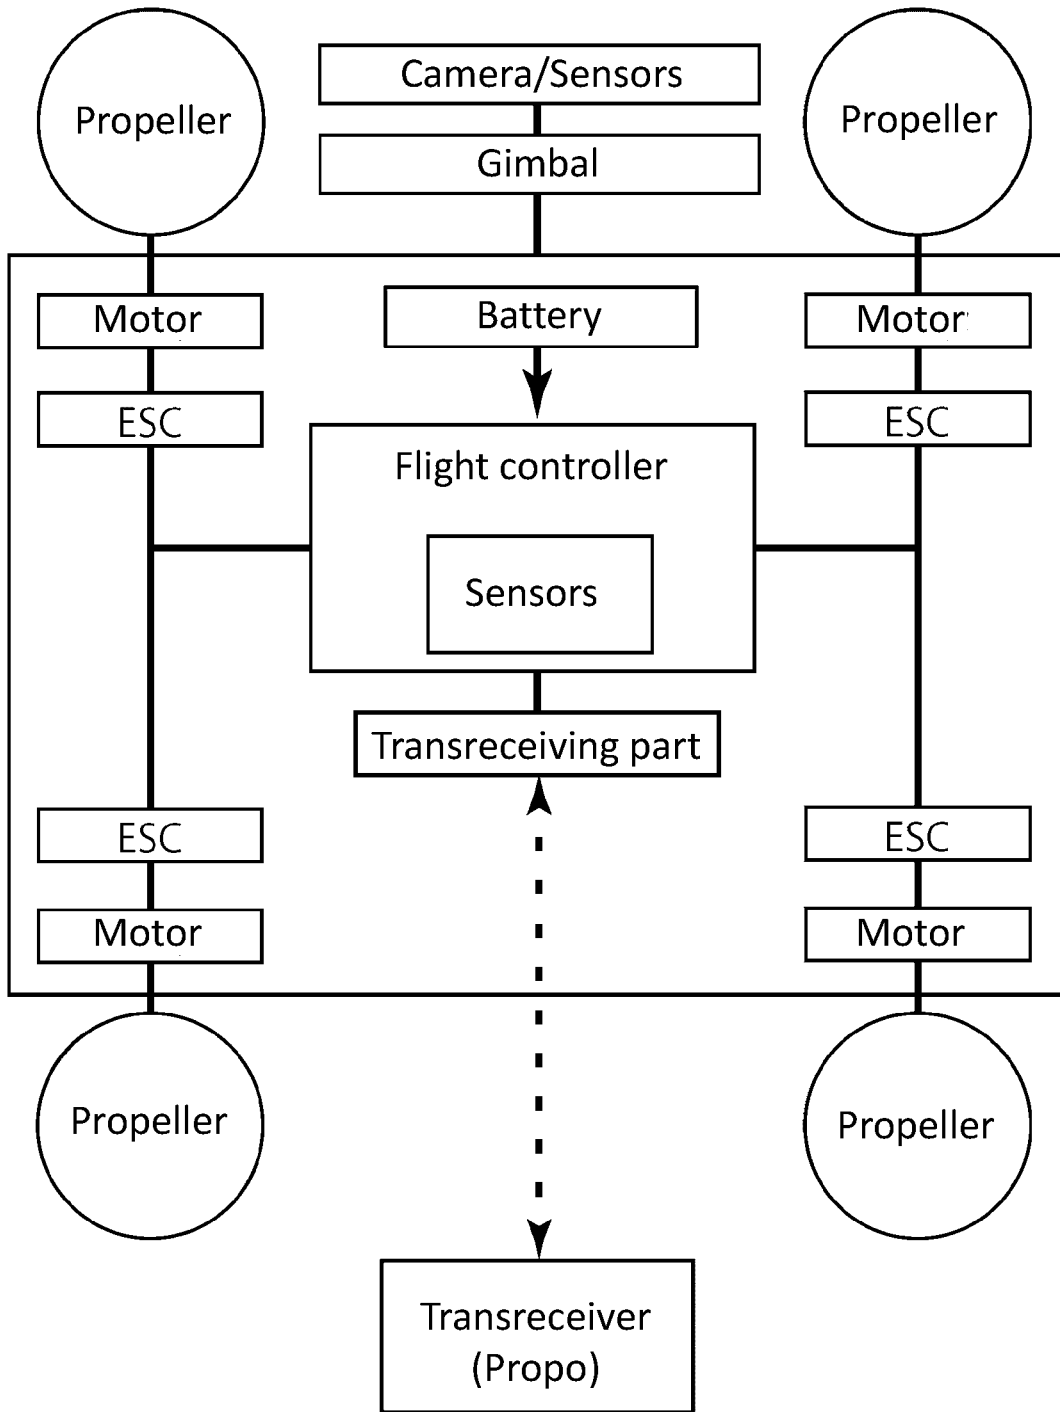 Propeller
Camera/Sensors
Propeller
Gimbal
Motor
Battery
Motor
ESC
ESC
Flight controller
Sensors
Transreceiving part
ESC
ESC
Motor
Motor
Propeller
Propeller
Transreceiver
(Propo)